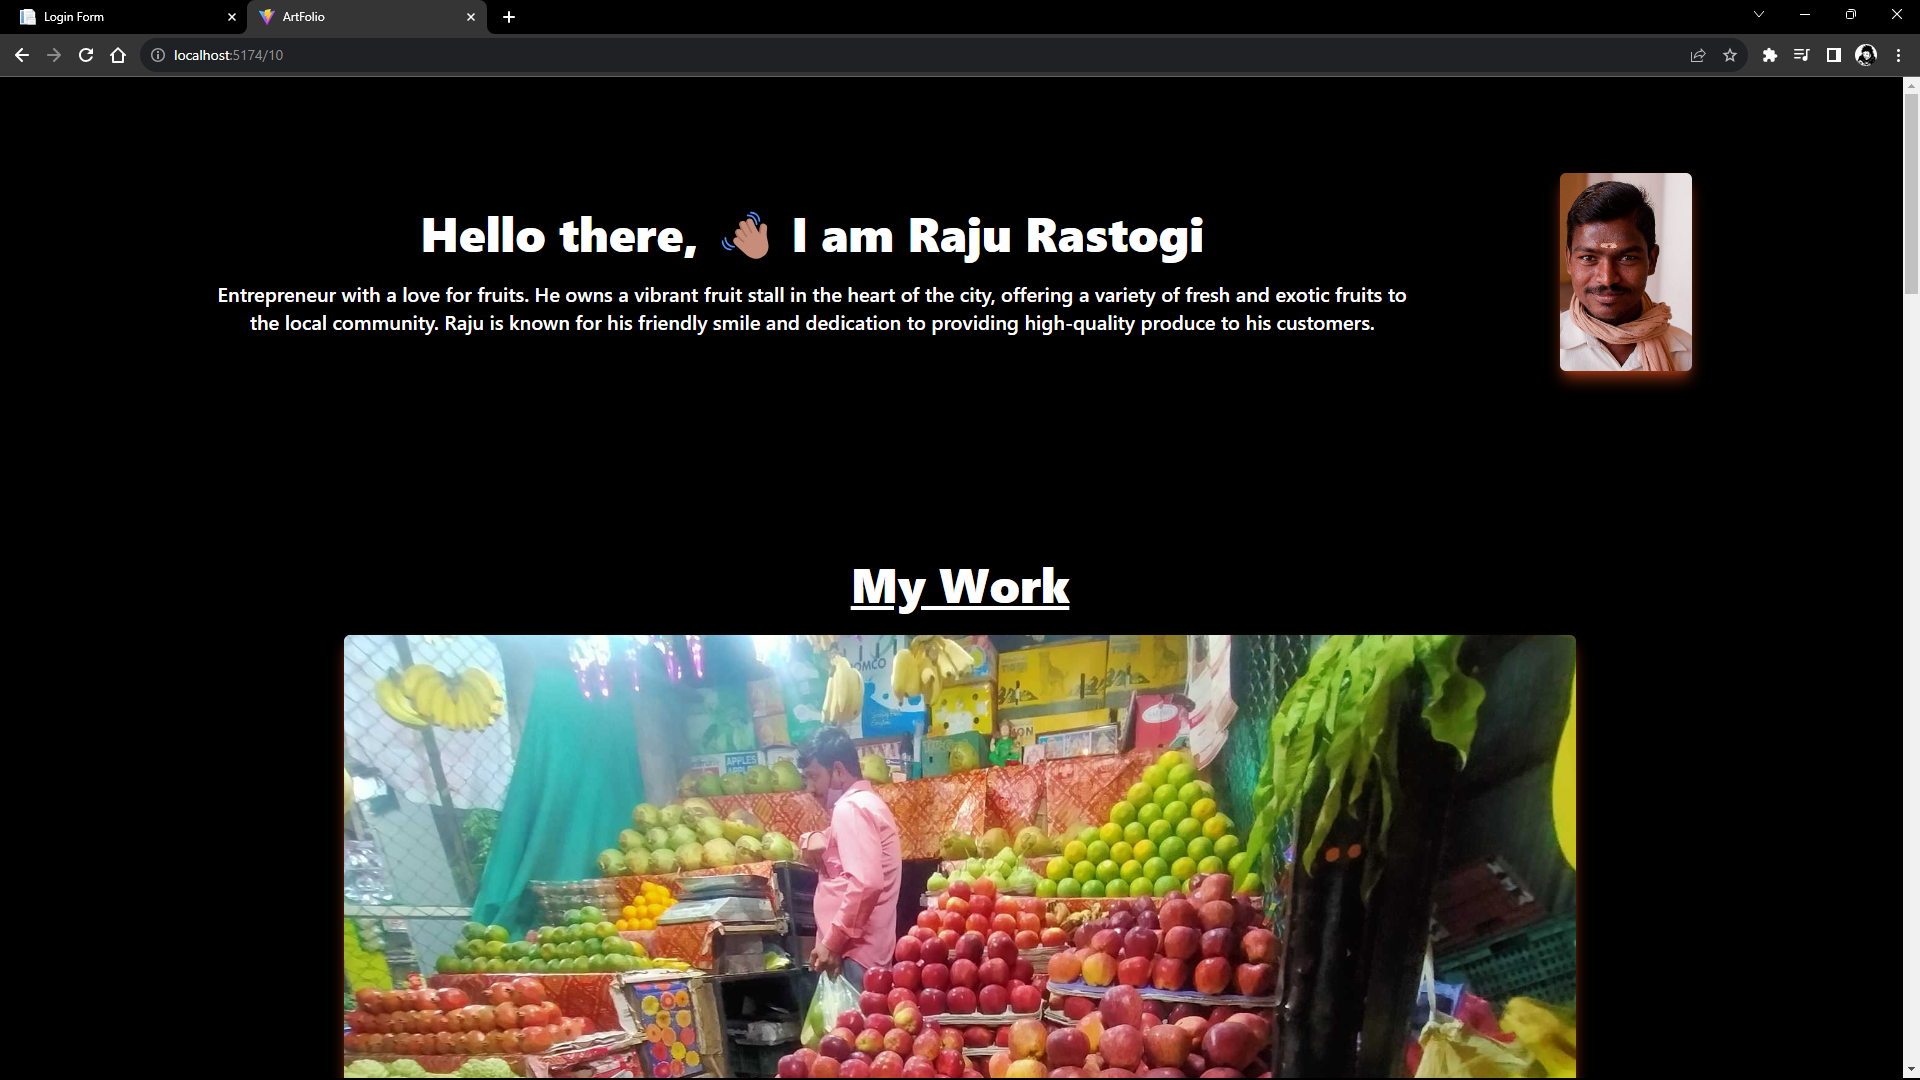 Login Form
ArtFolio
localhost:5174/10
Hello there, 👋🏽 I am Raju Rastogi
Entrepreneur with a love for fruits. He owns a vibrant fruit stall in the heart of the city, offering a variety of fresh and exotic fruits to
the local community. Raju is known for his friendly smile and dedication to providing high-quality produce to his customers.
My Work
APPLES